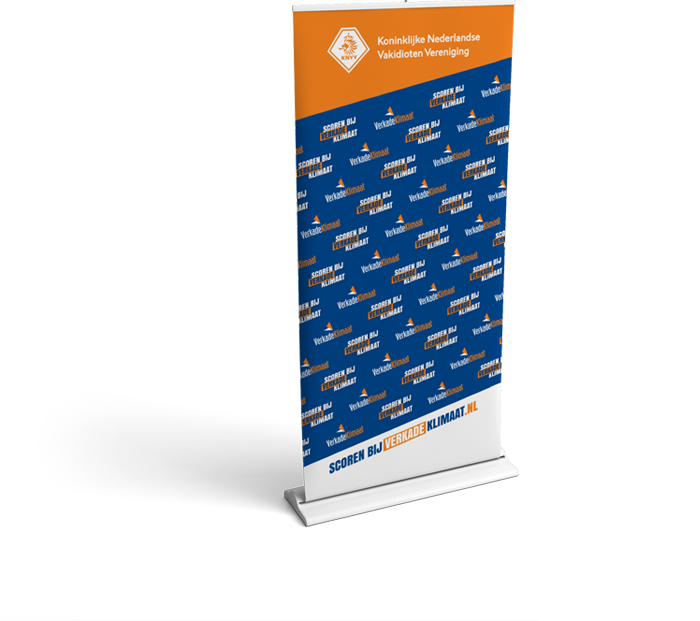 KNVV
Koninklijke Nederlandse
Vakidioten Vereniging
SCOREN BIJ
VERKADE
KLIMAAT
VerkadeKlimaat
SCOREN BIJ VERKADE KLIMAAT.NL